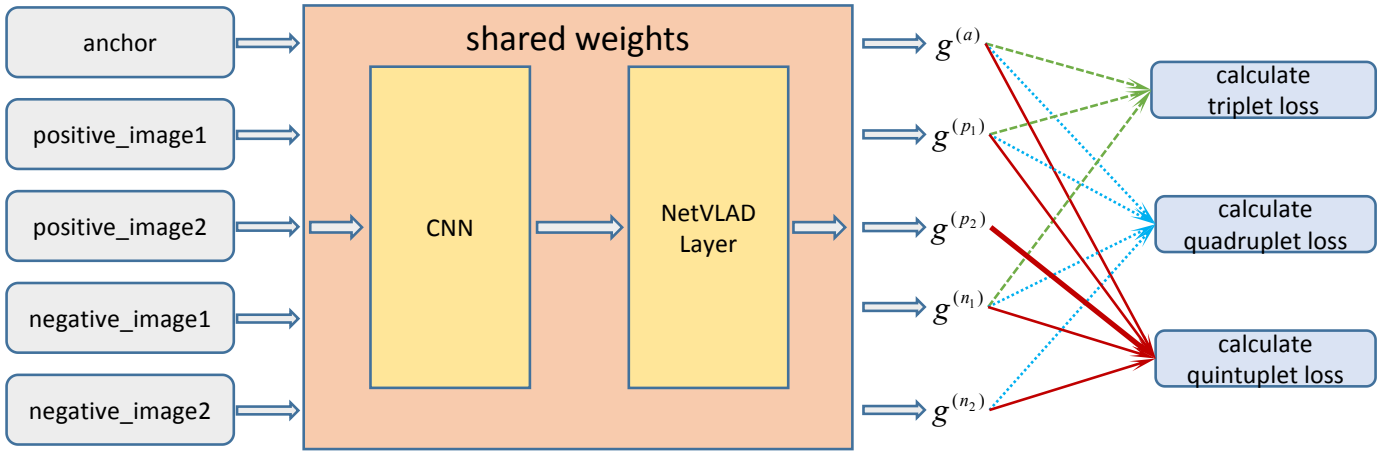 anchor
positive_image1
positive_image2
negative_image1
negative_image2
shared weights
CNN
NetVLAD
Layer
g^(a)
g^(p₁)
g^(p₂)
g^(n₁)
g^(n₂)
calculate
triplet loss
calculate
quadruplet loss
calculate
quintuplet loss